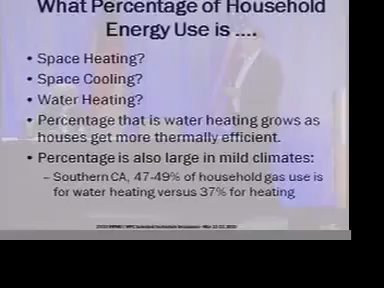 What Percentage of Household
Energy Use is ....
• Space Heating?
• Space Cooling?
• Water Heating?
• Percentage that is water heating grows as
houses get more thermally efficient.
• Percentage is also large in mild climates:
– Southern CA, 47-49% of household gas use is
for water heating versus 37% for heating